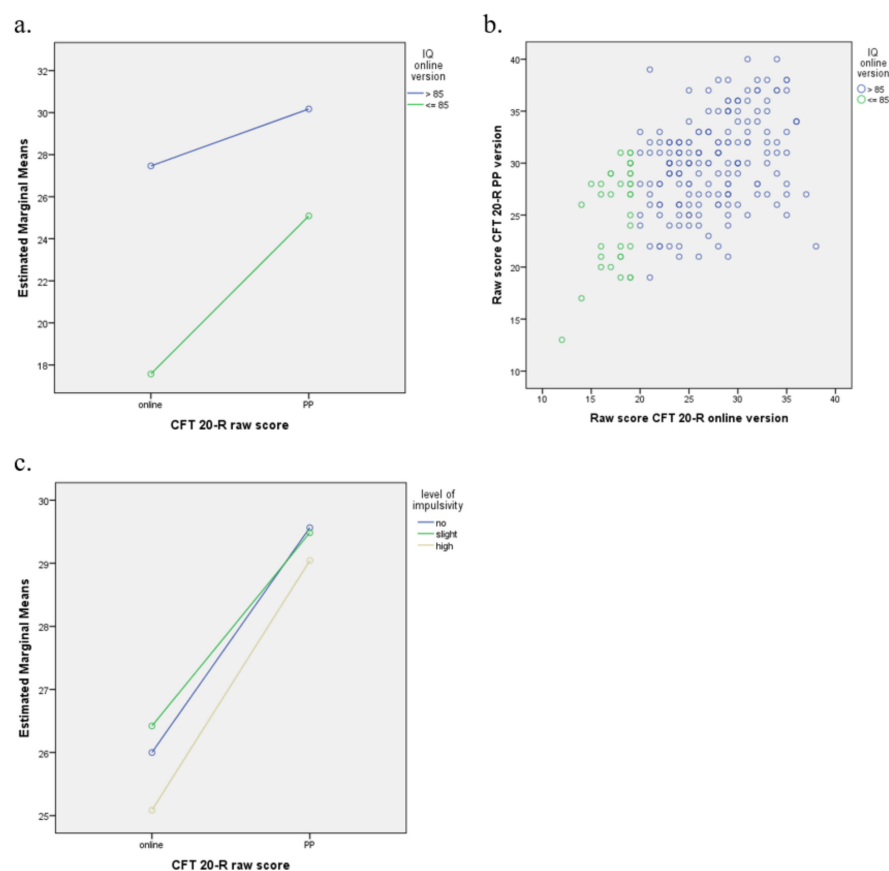 a.
IQ
online
version
> 85
<= 85
32
30
28
26
24
22
20
18
Estimated Marginal Means
online
PP
CFT 20-R raw score
b.
IQ
online
version
> 85
<= 85
40
35
30
25
20
15
10
Raw score CFT 20-R PP version
10
15
20
25
30
35
40
Raw score CFT 20-R online version
c.
level of
impulsivity
no
slight
high
30
29
28
27
26
25
Estimated Marginal Means
online
PP
CFT 20-R raw score